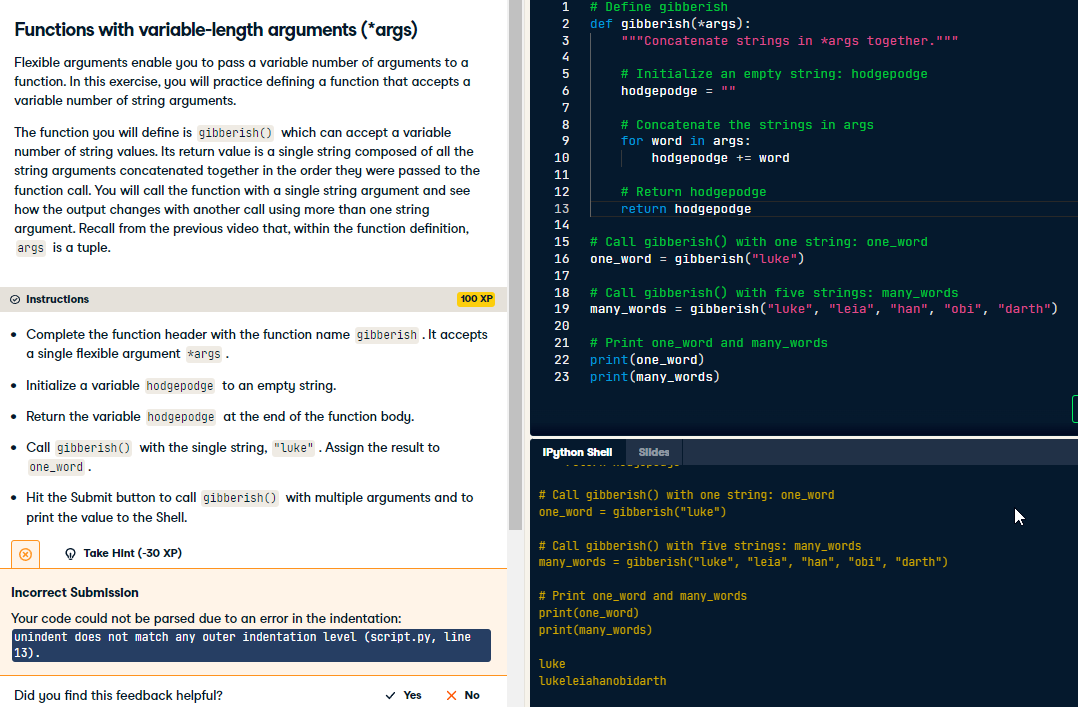 Functions with variable-length arguments (*args)
Flexible arguments enable you to pass a variable number of arguments to a
function. In this exercise, you will practice defining a function that accepts a
variable number of string arguments.
The function you will define is gibberish() which can accept a variable
number of string values. Its return value is a single string composed of all the
string arguments concatenated together in the order they were passed to the
function call. You will call the function with a single string argument and see
how the output changes with another call using more than one string
argument. Recall from the previous video that, within the function definition,
args is a tuple.
Instructions
100 XP
• Complete the function header with the function name gibberish . It accepts
a single flexible argument *args .
• Initialize a variable hodgepodge to an empty string.
• Return the variable hodgepodge at the end of the function body.
• Call gibberish() with the single string, "luke" . Assign the result to
one_word .
• Hit the Submit button to call gibberish() with multiple arguments and to
print the value to the Shell.
Take Hint (-30 XP)
Incorrect Submission
Your code could not be parsed due to an error in the indentation:
unindent does not match any outer indentation level (script.py, line
13).
Did you find this feedback helpful?
Yes
No
1 # Define gibberish
2 def gibberish(*args):
3     """Concatenate strings in *args together."""
4
5     # Initialize an empty string: hodgepodge
6     hodgepodge = ""
7
8     # Concatenate the strings in args
9     for word in args:
10         hodgepodge += word
11
12     # Return hodgepodge
13     return hodgepodge
14
15 # Call gibberish() with one string: one_word
16 one_word = gibberish("luke")
17
18 # Call gibberish() with five strings: many_words
19 many_words = gibberish("luke", "leia", "han", "obi", "darth")
20
21 # Print one_word and many_words
22 print(one_word)
23 print(many_words)
IPython Shell
Slides
return hodgepodge
# Call gibberish() with one string: one_word
one_word = gibberish("luke")
# Call gibberish() with five strings: many_words
many_words = gibberish("luke", "leia", "han", "obi", "darth")
# Print one_word and many_words
print(one_word)
print(many_words)
luke
lukeleiahanobidarth